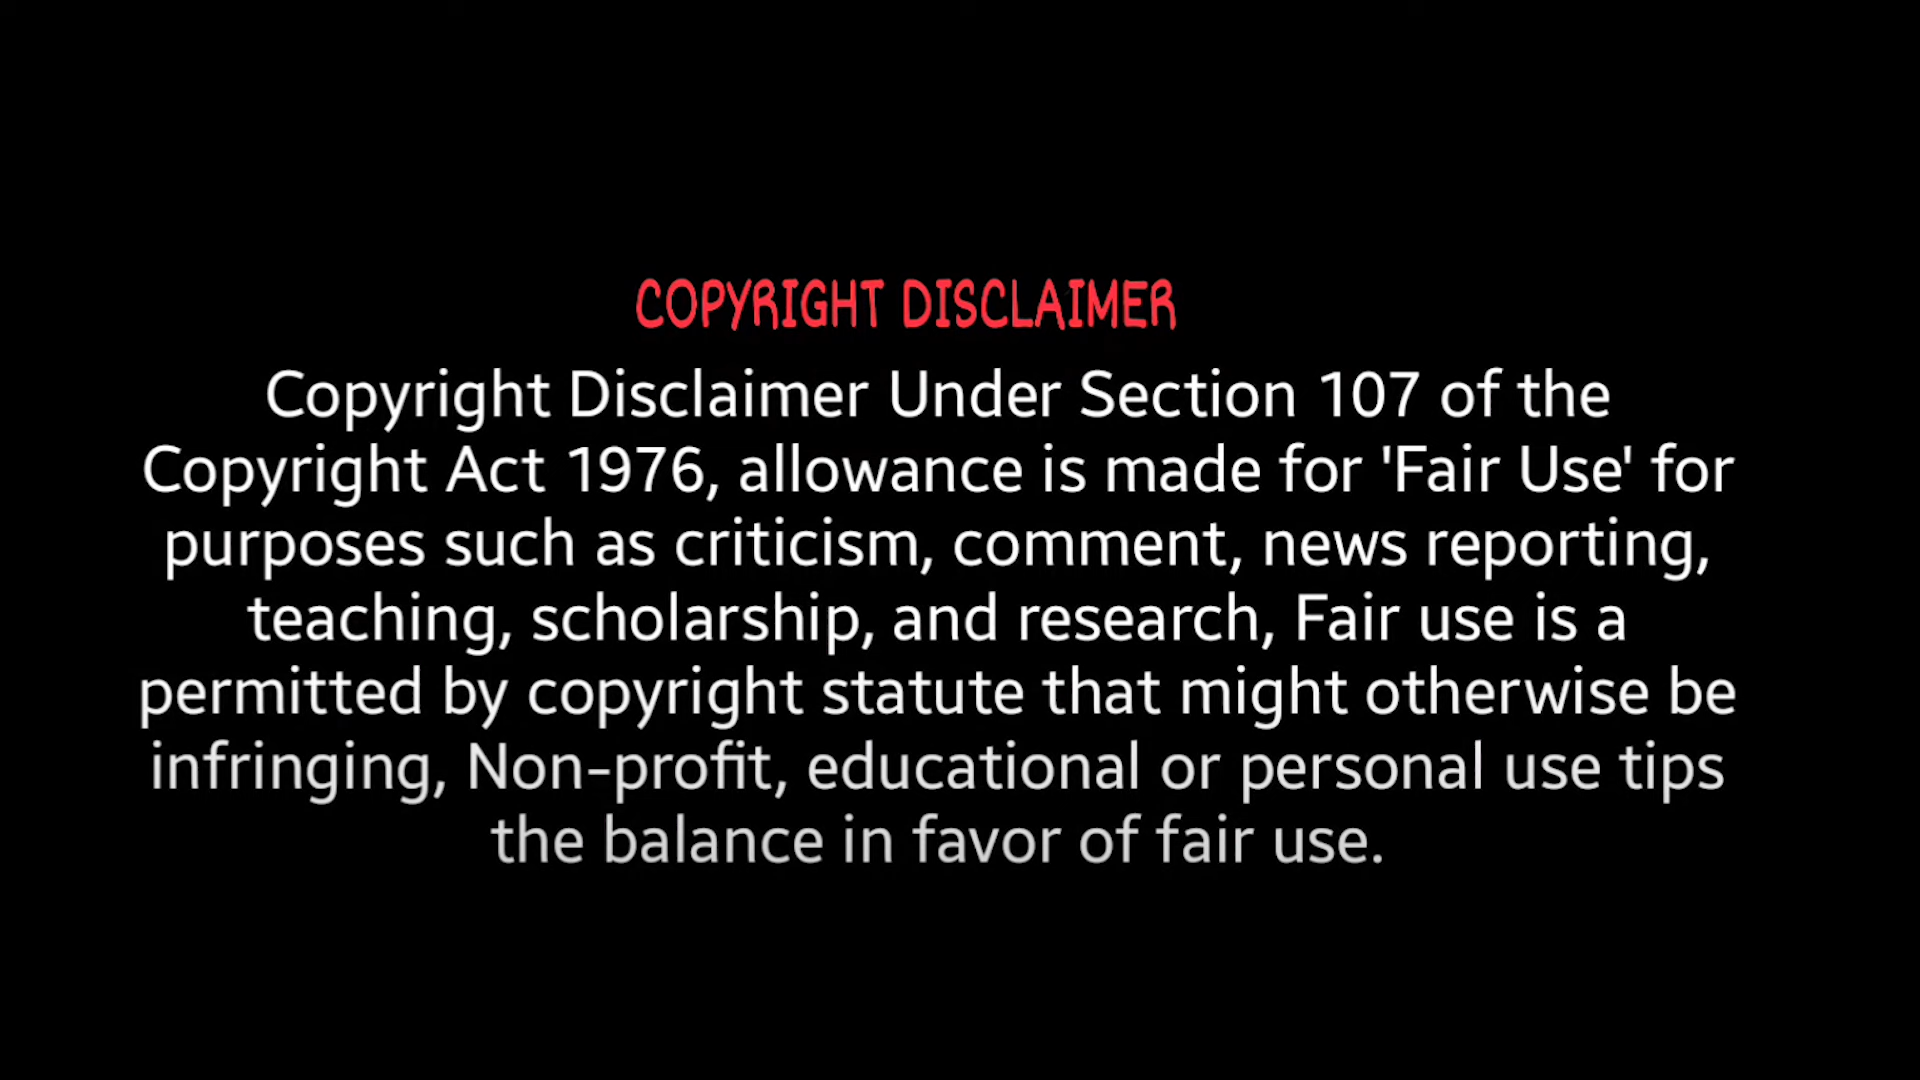 COPYRIGHT DISCLAIMER
Copyright Disclaimer Under Section 107 of the
Copyright Act 1976, allowance is made for 'Fair Use' for
purposes such as criticism, comment, news reporting,
teaching, scholarship, and research, Fair use is a
permitted by copyright statute that might otherwise be
infringing, Non-profit, educational or personal use tips
the balance in favor of fair use.